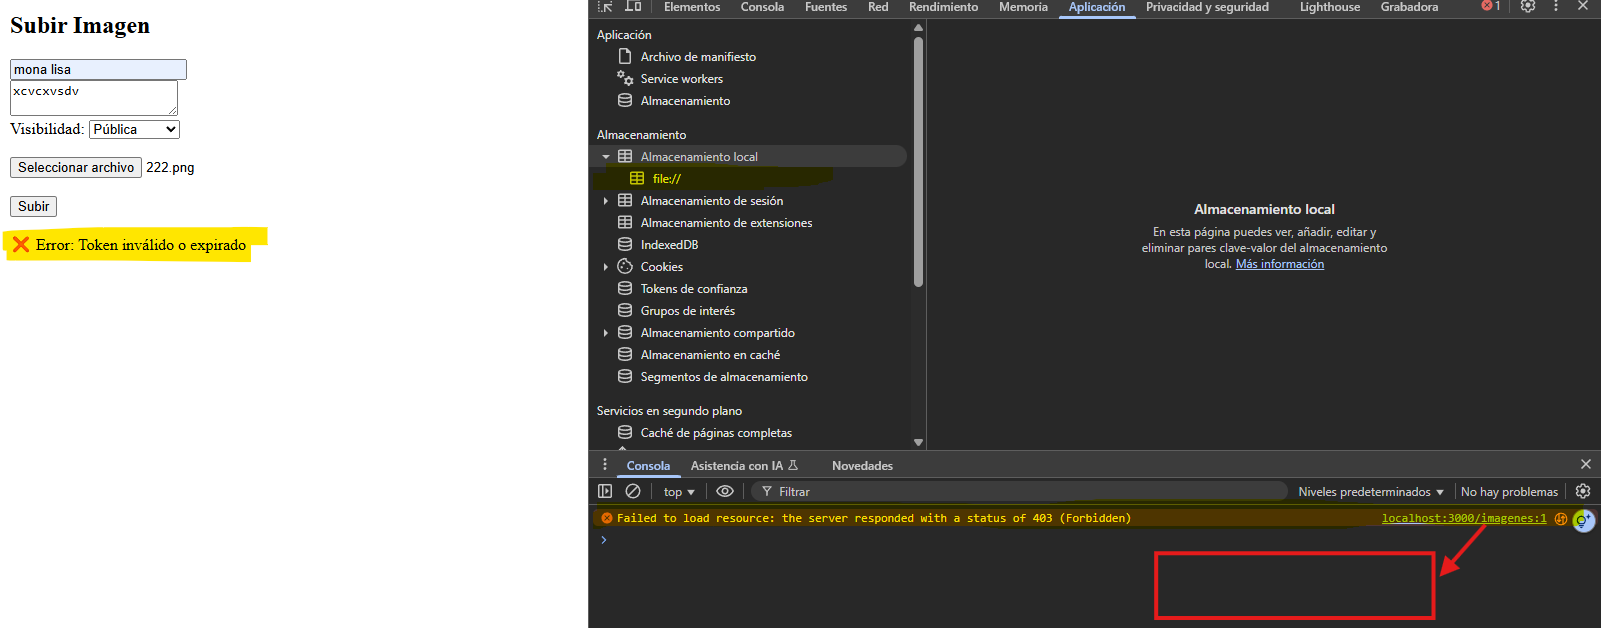 Subir Imagen
mona lisa
xcvcxvsdv
Visibilidad: Pública
Seleccionar archivo 222.png
Subir
❌ Error: Token inválido o expirado
Elementos Consola Fuentes Red Rendimiento Memoria Aplicación Privacidad y seguridad Lighthouse Grabadora 1
Aplicación
Archivo de manifiesto
Service workers
Almacenamiento
Almacenamiento
Almacenamiento local
file://
Almacenamiento de sesión
Almacenamiento de extensiones
IndexedDB
Cookies
Tokens de confianza
Grupos de interés
Almacenamiento compartido
Almacenamiento en caché
Segmentos de almacenamiento
Servicios en segundo plano
Caché de páginas completas
Almacenamiento local
En esta página puedes ver, añadir, editar y
eliminar pares clave-valor del almacenamiento
local. Más información
Consola Asistencia con IA Novedades
top Filtrar Niveles predeterminados No hay problemas
Failed to load resource: the server responded with a status of 403 (Forbidden) localhost:3000/imagenes:1